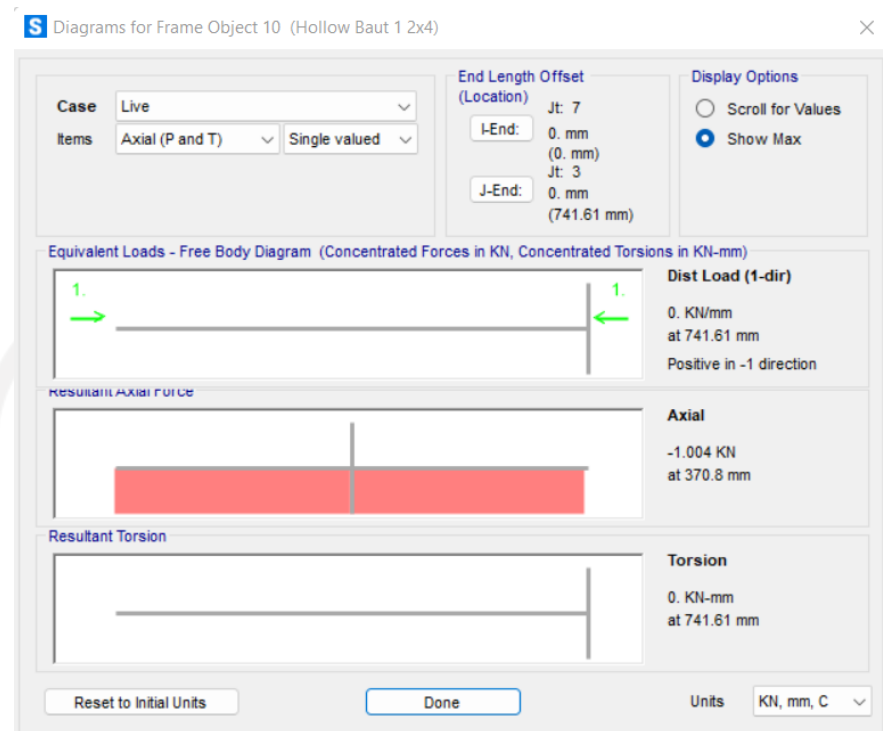 S Diagrams for Frame Object 10 (Hollow Baut 1 2x4)
Case Live
Items Axial (P and T) Single valued
End Length Offset
(Location)
Jt: 7
I-End: 0. mm
(0. mm)
Jt: 3
J-End: 0. mm
(741.61 mm)
Display Options
Scroll for Values
Show Max
Equivalent Loads - Free Body Diagram (Concentrated Forces in KN, Concentrated Torsions in KN-mm)
1. 1.
Dist Load (1-dir)
0. KN/mm
at 741.61 mm
Positive in -1 direction
Resultant Axial Force
Axial
-1.004 KN
at 370.8 mm
Resultant Torsion
Torsion
0. KN-mm
at 741.61 mm
Reset to Initial Units Done Units KN, mm, C